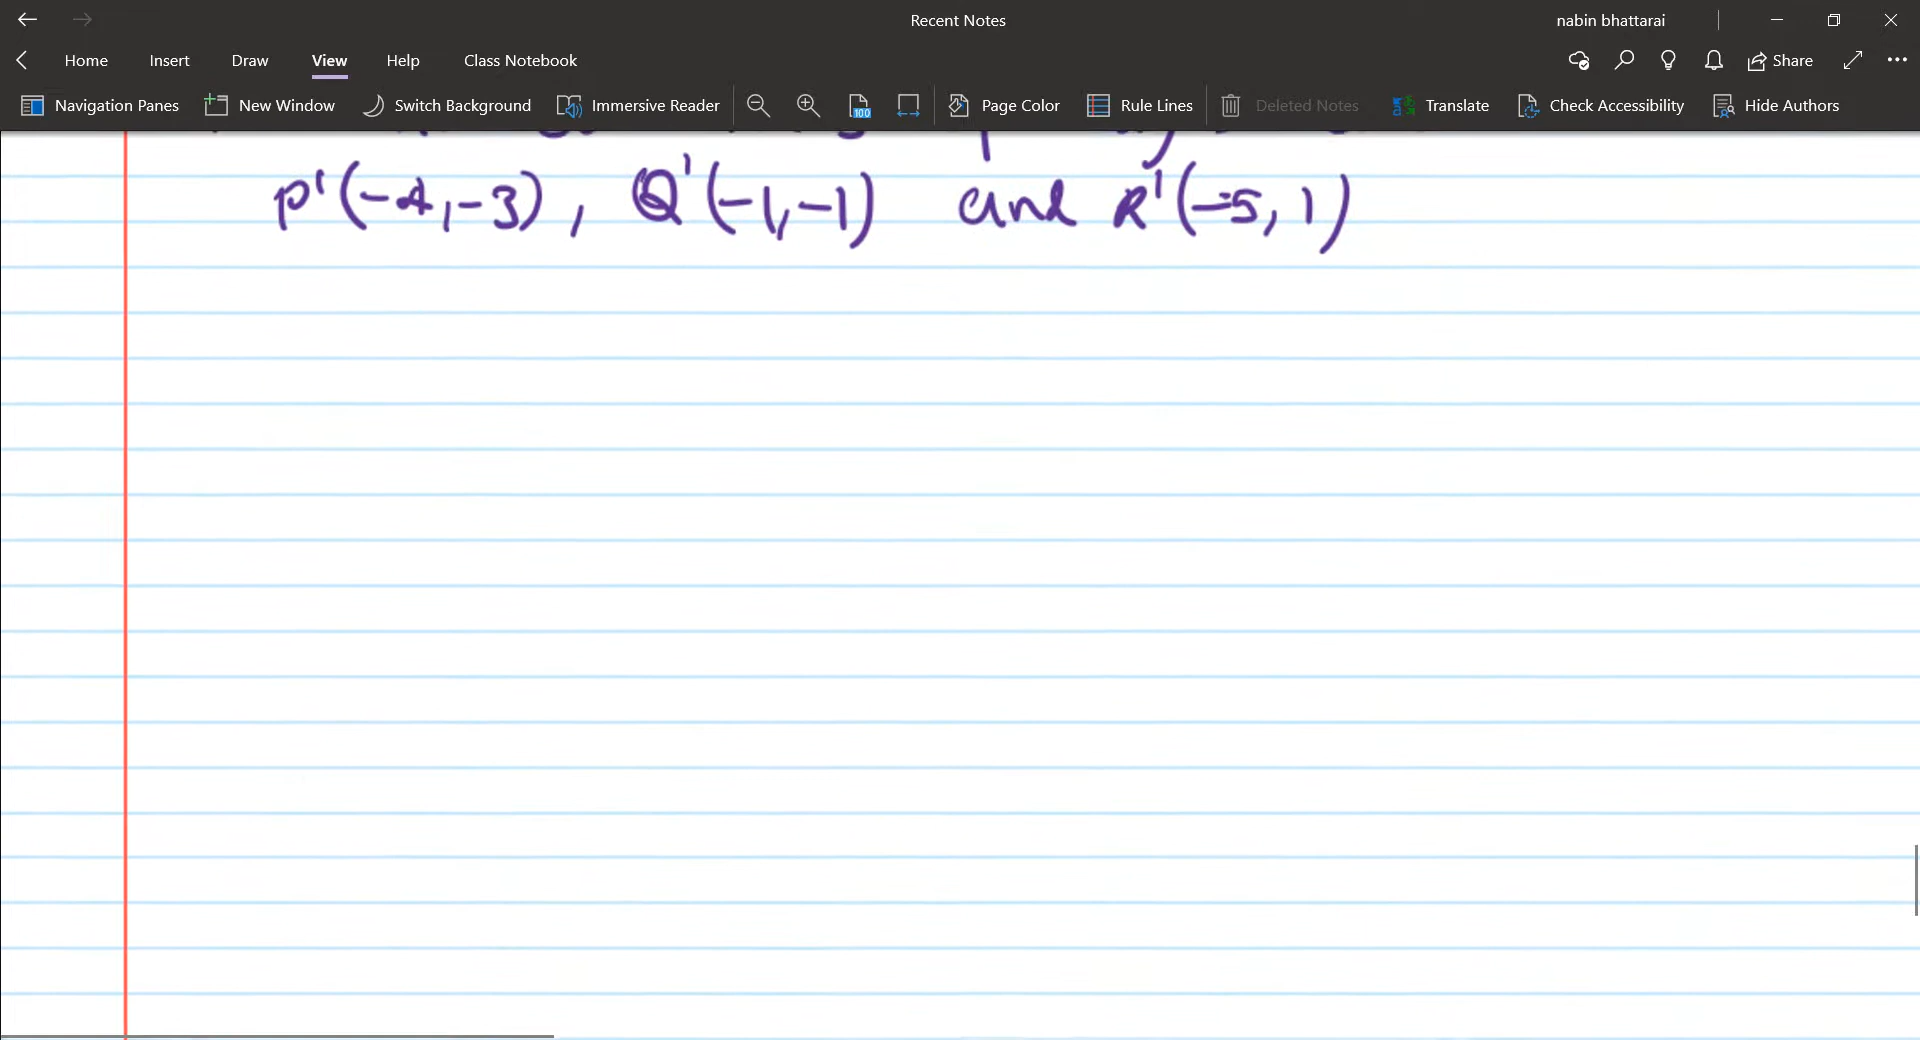 Recent Notes nabin bhattarai
Home Insert Draw View Help Class Notebook Share
Navigation Panes New Window Switch Background Immersive Reader 100 Page Color Rule Lines Deleted Notes Translate Check Accessibility Hide Authors
P'(-4,-3), Q'(-1,-1) and R'(-5,1)